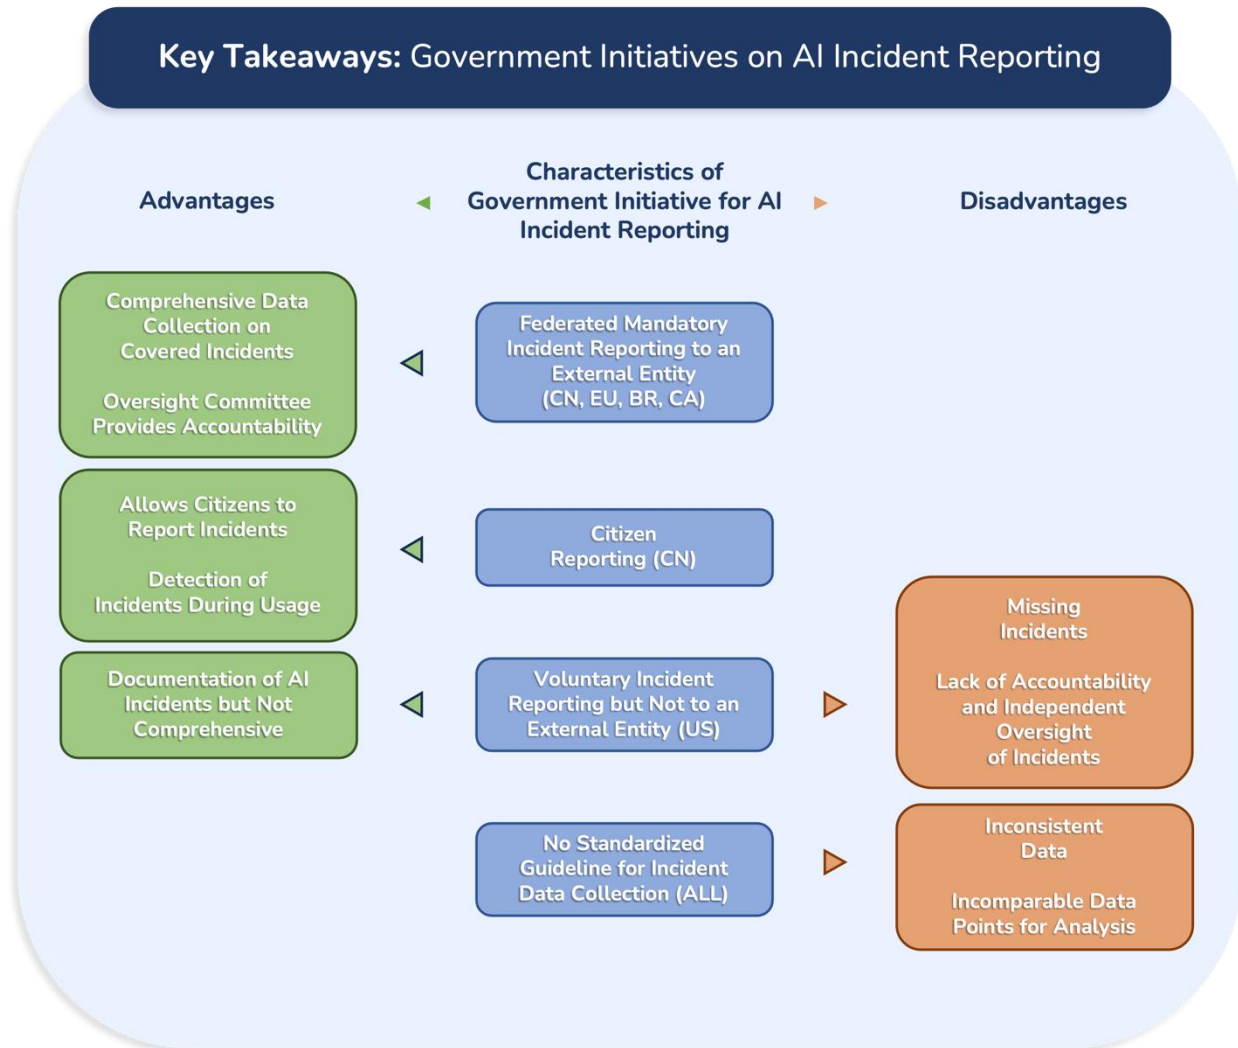 Key Takeaways: Government Initiatives on AI Incident Reporting
Advantages
Characteristics of
Government Initiative for AI
Incident Reporting
Disadvantages
Comprehensive Data
Collection on
Covered Incidents
Oversight Committee
Provides Accountability
Federated Mandatory
Incident Reporting to an
External Entity
(CN, EU, BR, CA)
Allows Citizens to
Report Incidents
Detection of
Incidents During Usage
Citizen
Reporting (CN)
Documentation of AI
Incidents but Not
Comprehensive
Voluntary Incident
Reporting but Not to an
External Entity (US)
Missing
Incidents
Lack of Accountability
and Independent
Oversight
of Incidents
No Standardized
Guideline for Incident
Data Collection (ALL)
Inconsistent
Data
Incomparable Data
Points for Analysis